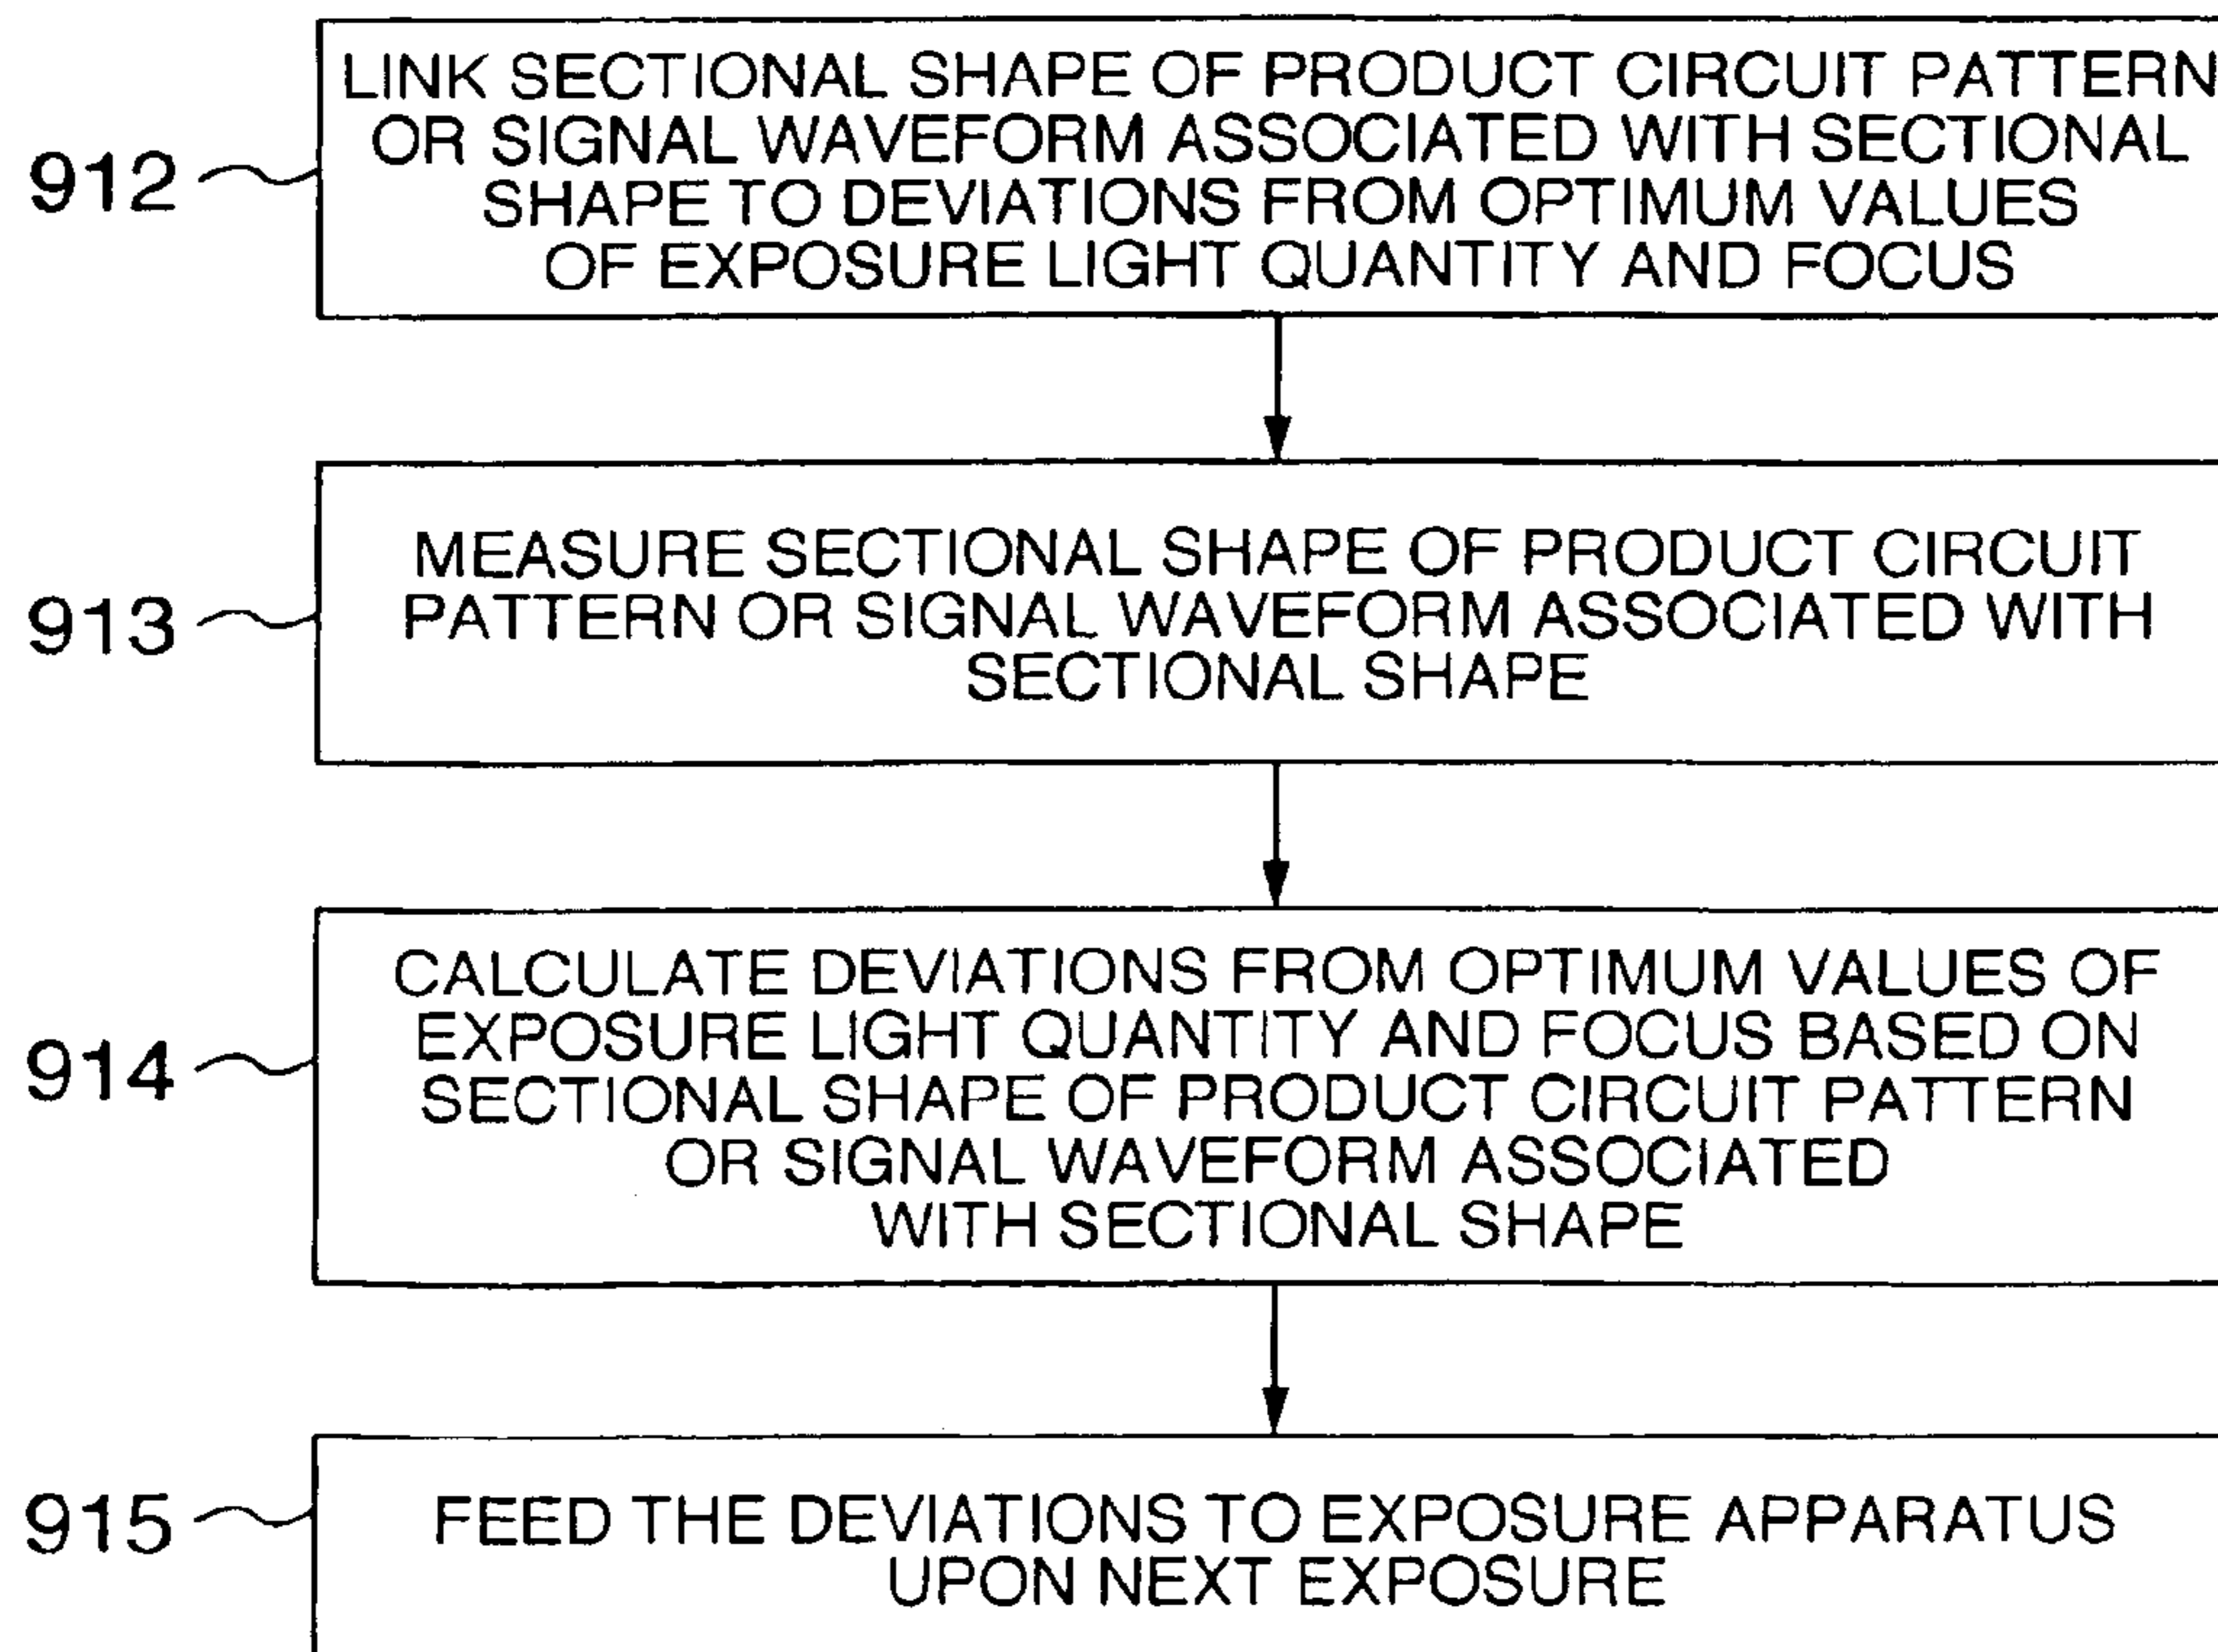 LINK SECTIONAL SHAPE OF PRODUCT CIRCUIT PATTERN
OR SIGNAL WAVEFORM ASSOCIATED WITH SECTIONAL
SHAPE TO DEVIATIONS FROM OPTIMUM VALUES
OF EXPOSURE LIGHT QUANTITY AND FOCUS
912
MEASURE SECTIONAL SHAPE OF PRODUCT CIRCUIT
PATTERN OR SIGNAL WAVEFORM ASSOCIATED WITH
SECTIONAL SHAPE
913
CALCULATE DEVIATIONS FROM OPTIMUM VALUES OF
EXPOSURE LIGHT QUANTITY AND FOCUS BASED ON
SECTIONAL SHAPE OF PRODUCT CIRCUIT PATTERN
OR SIGNAL WAVEFORM ASSOCIATED
WITH SECTIONAL SHAPE
914
FEED THE DEVIATIONS TO EXPOSURE APPARATUS
UPON NEXT EXPOSURE
915